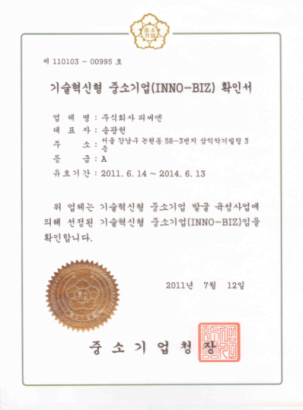 제 110103 - 00995 호
기술혁신형 중소기업(INNO-BIZ) 확인서
업 체 명 : 주식회사 리씨엔
대 표 자 : 송광헌
주 소 : 서울 강남구 논현동 58-3번지 삼익악기빌딩 3
층
등 급 : A
유효기간 : 2011. 6. 14 ~ 2014. 6. 13
위 업체는 기술혁신형 중소기업 발굴 육성사업에
의해 선정된 기술혁신형 중소기업(INNO-BIZ)임을
확인합니다.
2011년 7월 12일
중소기업청장